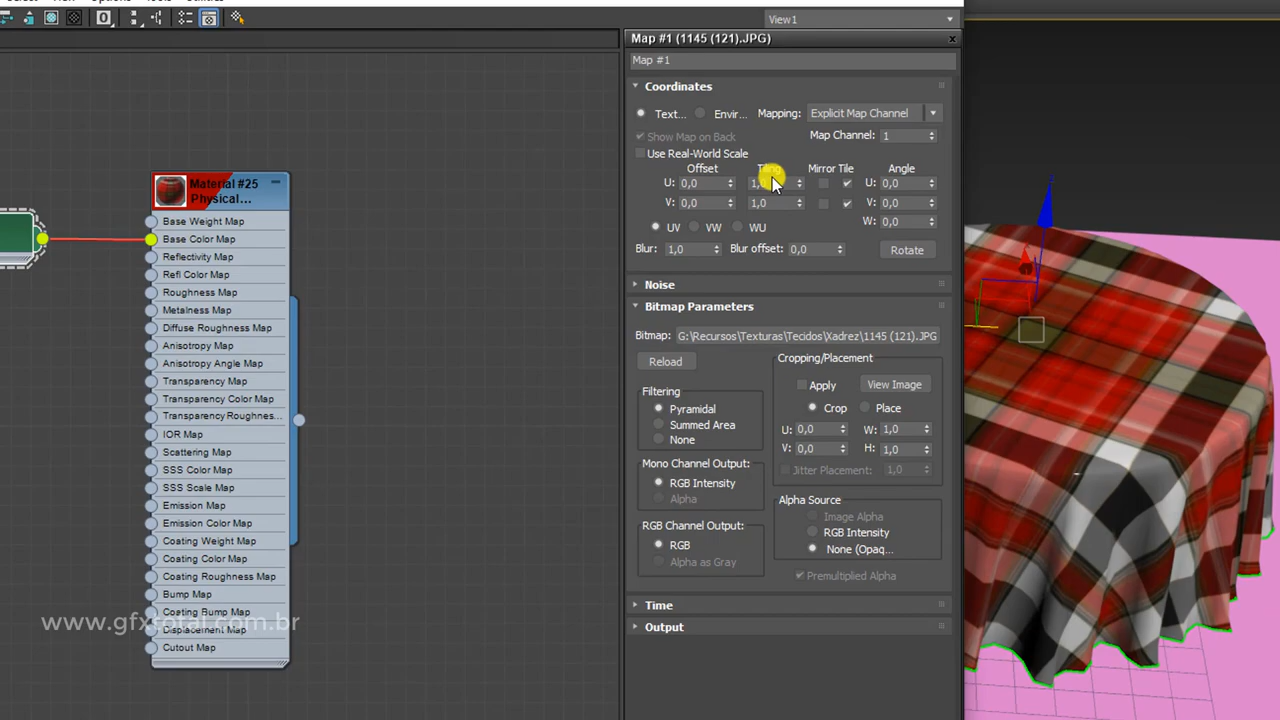 View1
Map #1 (1145 (121).JPG)
Map #1
Coordinates
Text... Envir... Mapping: Explicit Map Channel
Show Map on Back Map Channel: 1
Use Real-World Scale
Offset Tiling Mirror Tile Angle
U: 0,0 1,0 U: 0,0
V: 0,0 1,0 V: 0,0
W: 0,0
UV VW WU
Blur: 1,0 Blur offset: 0,0 Rotate
Noise
Bitmap Parameters
Bitmap: G:\Recursos\Texturas\Tecidos\Xadrez\1145 (121).JPG
Reload
Cropping/Placement
Apply View Image
Crop Place
U: 0,0 W: 1,0
V: 0,0 H: 1,0
Jitter Placement: 1,0
Filtering
Pyramidal
Summed Area
None
Mono Channel Output:
RGB Intensity
Alpha
RGB Channel Output:
RGB
Alpha as Gray
Alpha Source
Image Alpha
RGB Intensity
None (Opaq...
Premultiplied Alpha
Time
Output
Material #25
Physical...
Base Weight Map
Base Color Map
Reflectivity Map
Refl Color Map
Roughness Map
Metalness Map
Diffuse Roughness Map
Anisotropy Map
Anisotropy Angle Map
Transparency Map
Transparency Color Map
Transparency Roughnes...
IOR Map
Scattering Map
SSS Color Map
SSS Scale Map
Emission Map
Emission Color Map
Coating Weight Map
Coating Color Map
Coating Roughness Map
Bump Map
Coating Bump Map
Displacement Map
Cutout Map
www.gfxtotal.com.br